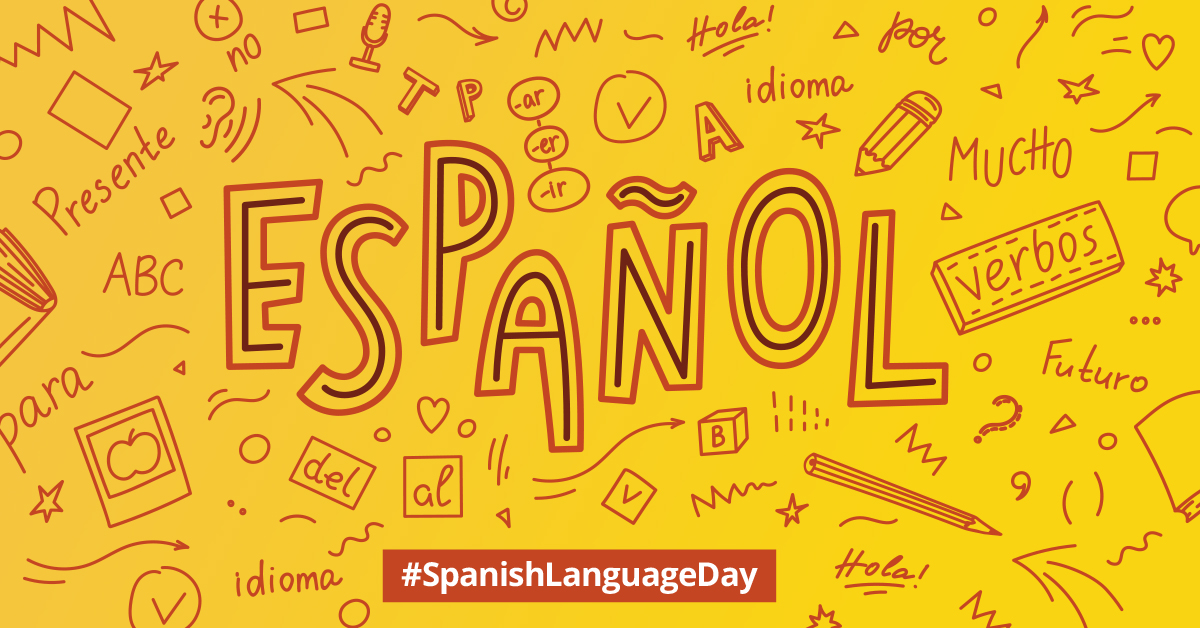 no
Hola!
por
T
P
-ar
-er
-ir
A
idioma
Presente
MUCHO
ESPAÑOL
ABC
verbos
Futuro
para
del
al
B
?
,
( )
idioma
#SpanishLanguageDay
Hola!